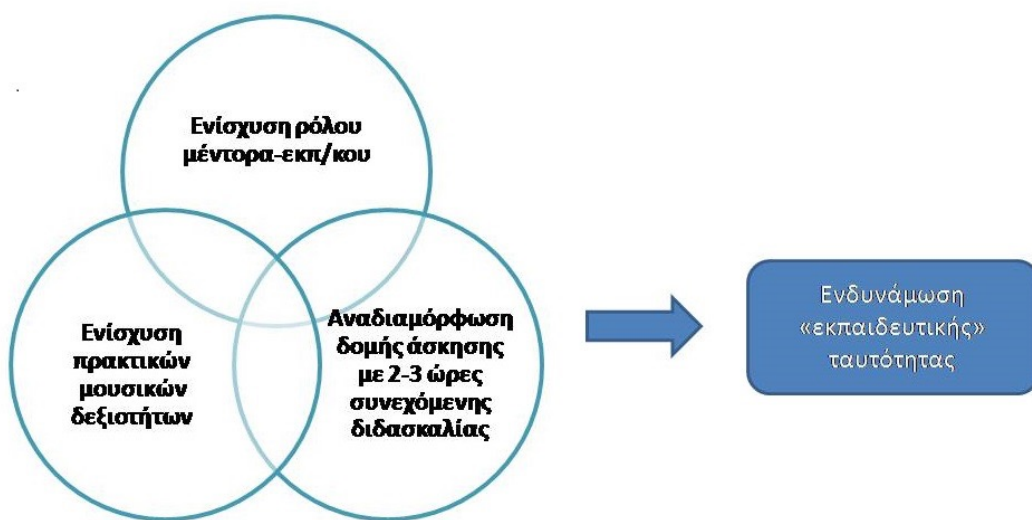 Ενίσχυση ρόλου
μέντορα-εκπ/κου
Ενίσχυση
πρακτικών
μουσικών
δεξιοτήτων
Αναδιαμόρφωση
δομής άσκησης
με 2-3 ώρες
συνεχόμενης
διδασκαλίας
Ενδυνάμωση
«εκπαιδευτικής»
ταυτότητας